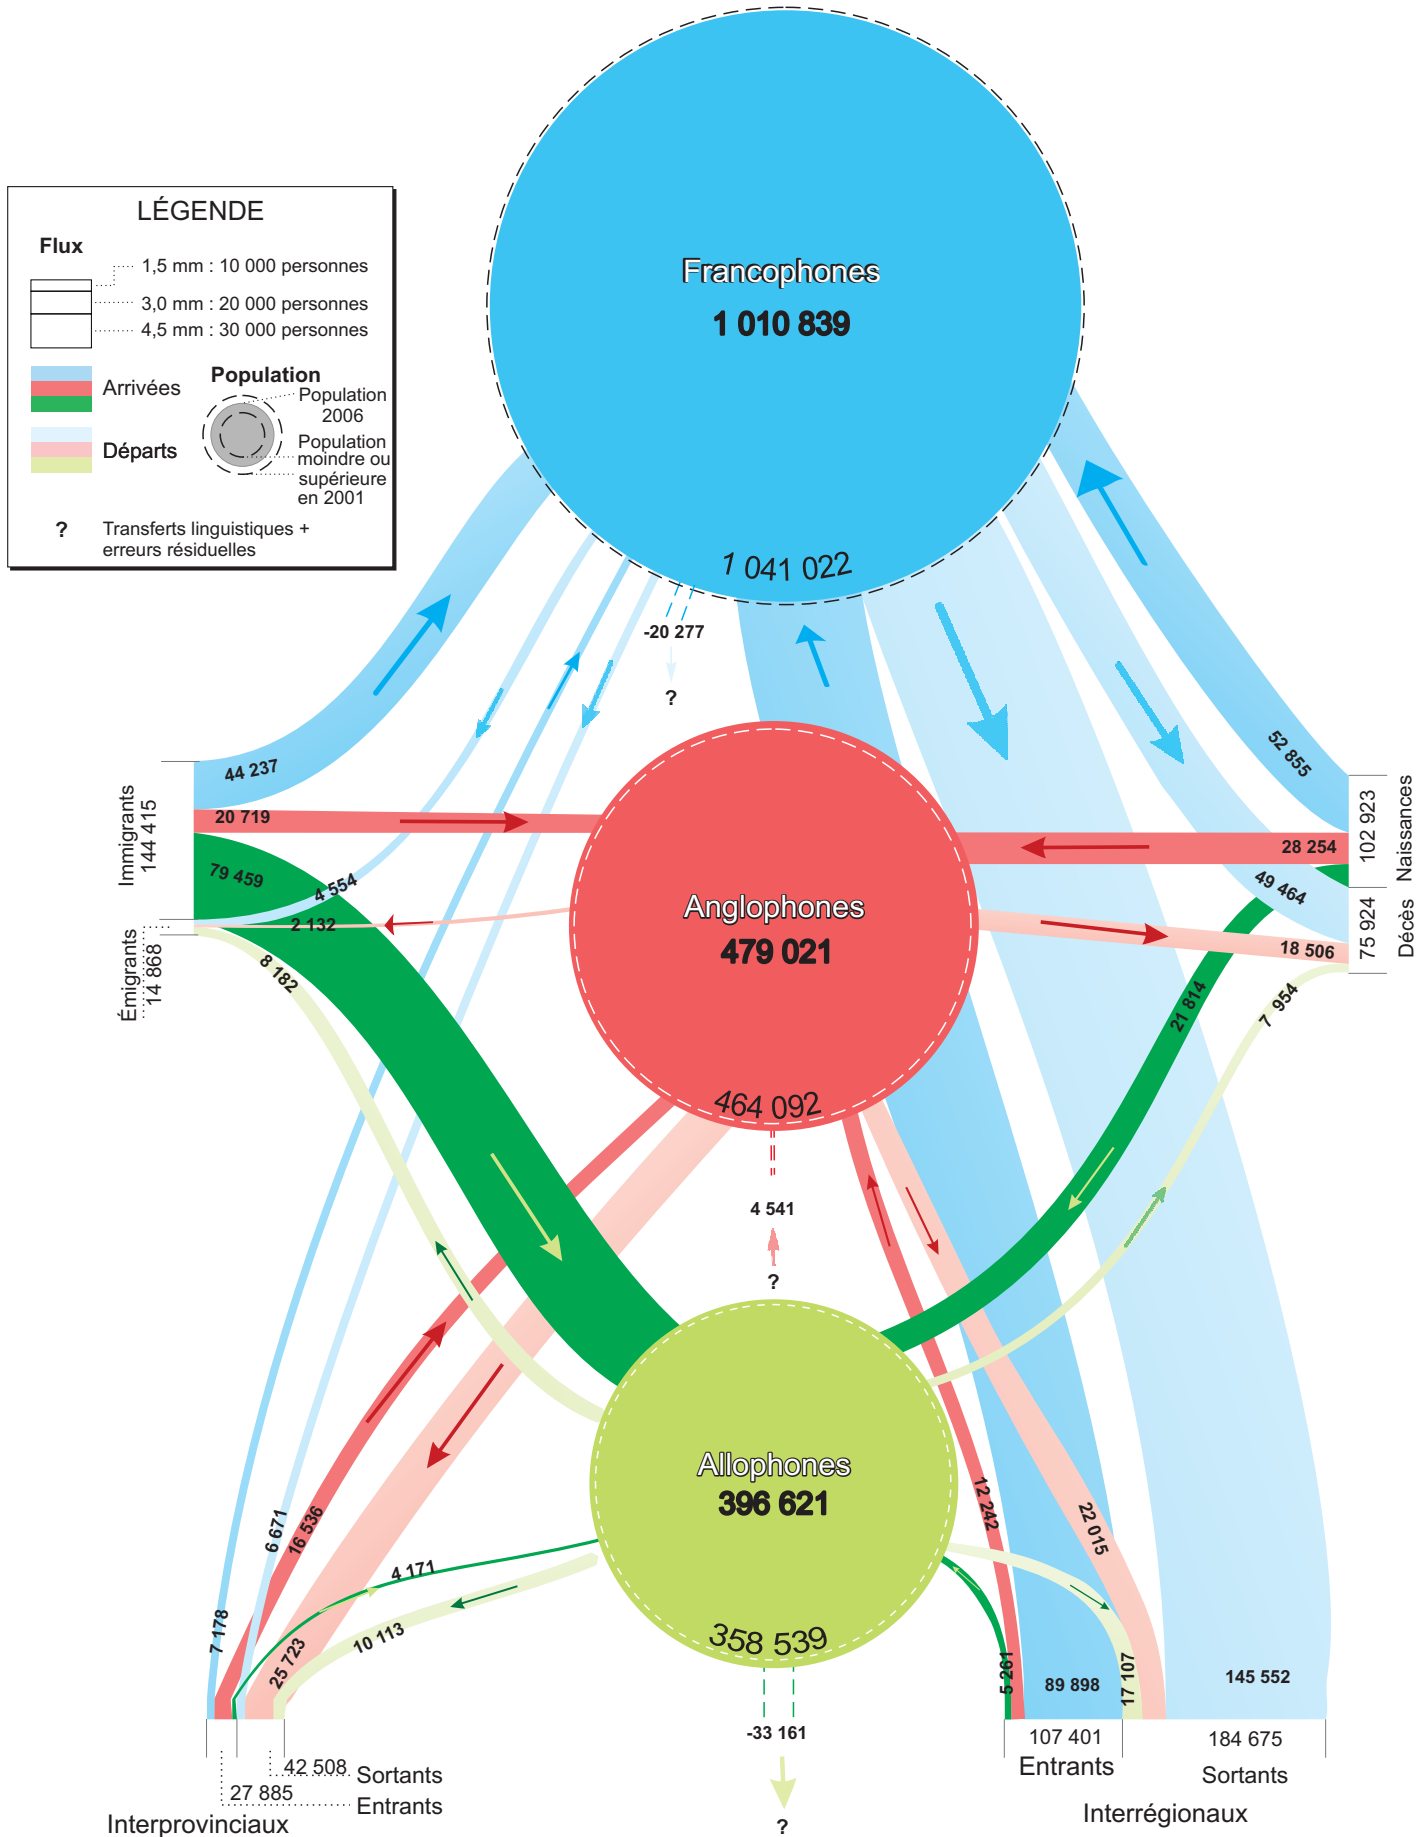 LÉGENDE
Flux
1,5 mm : 10 000 personnes
3,0 mm : 20 000 personnes
4,5 mm : 30 000 personnes
Arrivées
Départs
Population
Population
2006
Population
moindre ou
supérieure
en 2001
? Transferts linguistiques +
erreurs résiduelles
Francophones
1 010 839
1 041 022
-20 277
?
44 237
20 719
79 459
4 554
2 132
8 182
Immigrants
144 415
Émigrants
14 868
52 855
28 254
49 464
18 506
21 814
7 954
102 923
Naissances
75 924
Décès
Anglophones
479 021
464 092
4 541
?
Allophones
396 621
358 539
-33 161
?
7 178
6 671
16 536
4 171
25 723
10 113
42 508
Sortants
27 885
Entrants
Interprovinciaux
12 242
22 015
5 261
89 898
17 107
145 552
107 401
Entrants
184 675
Sortants
Interrégionaux